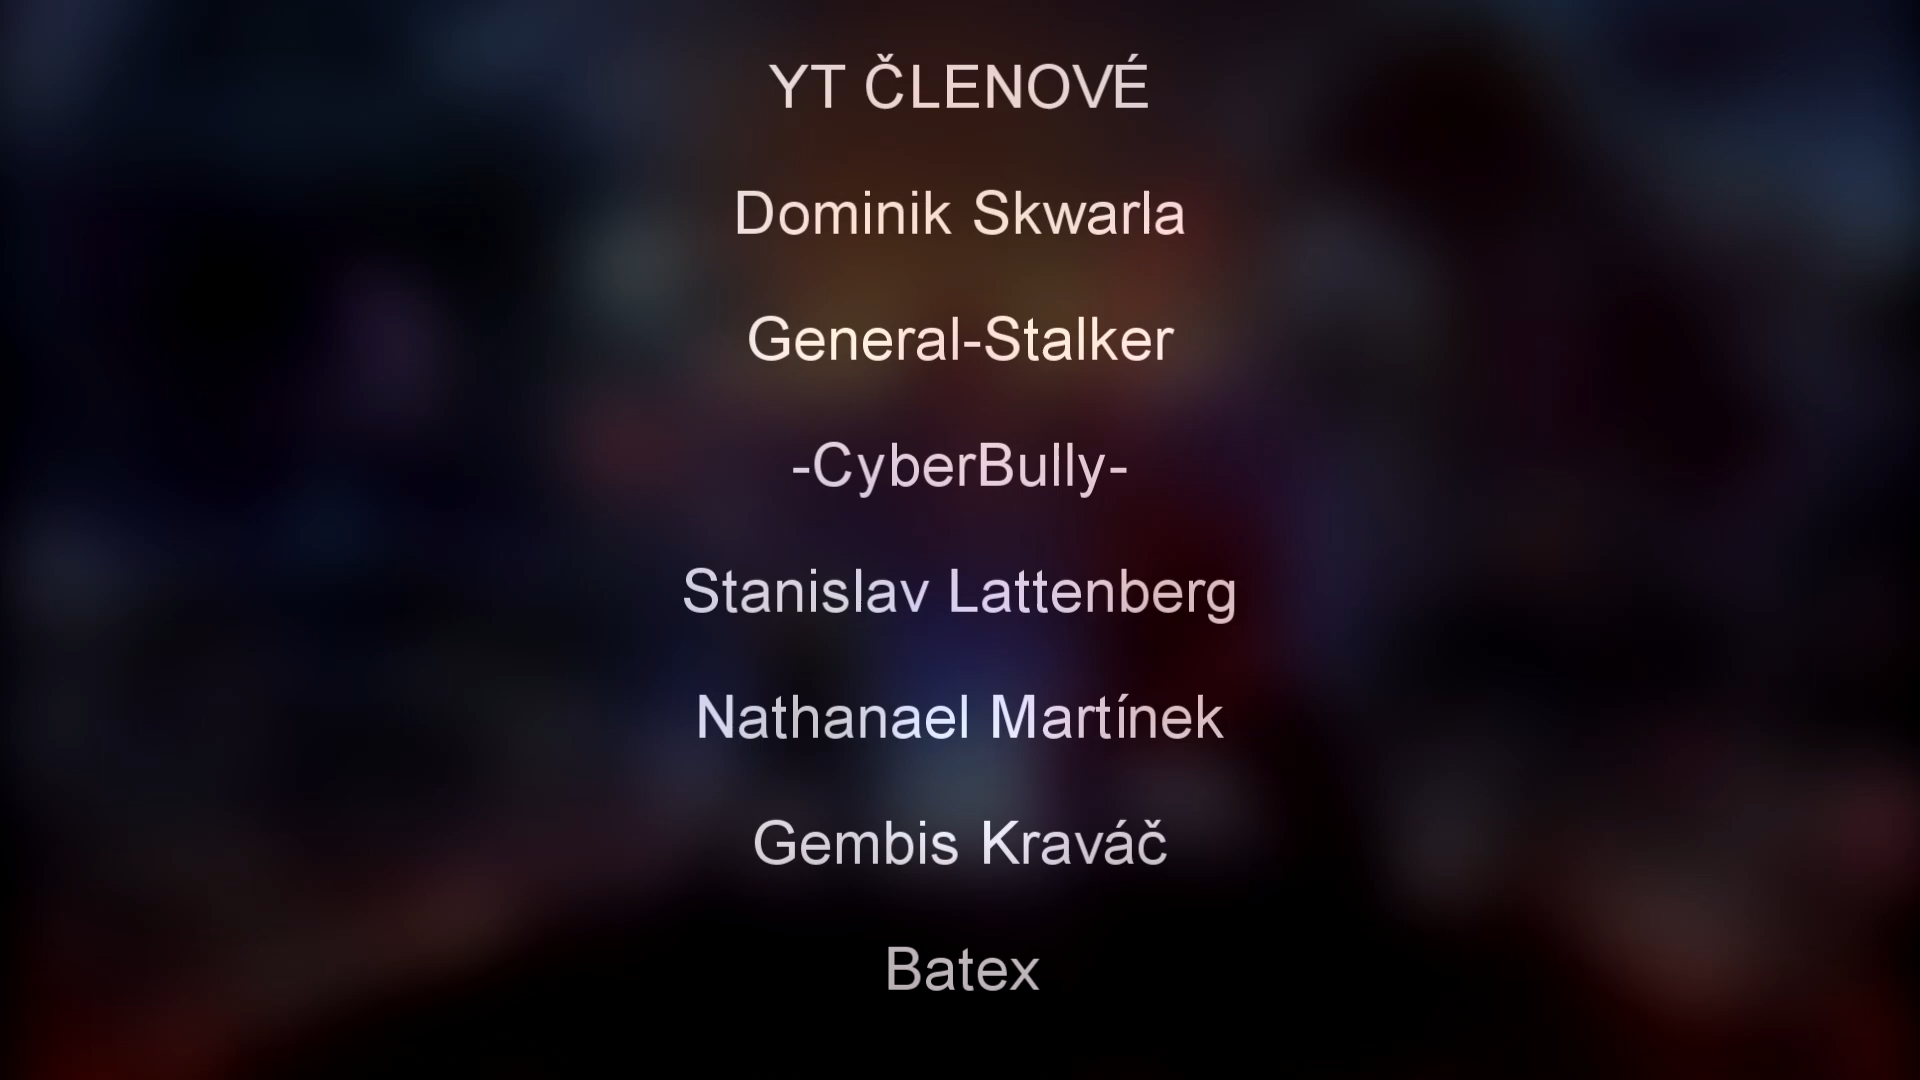 YT ČLENOVÉ
Dominik Skwarla
General-Stalker
-CyberBully-
Stanislav Lattenberg
Nathanael Martínek
Gembis Kraváč
Batex